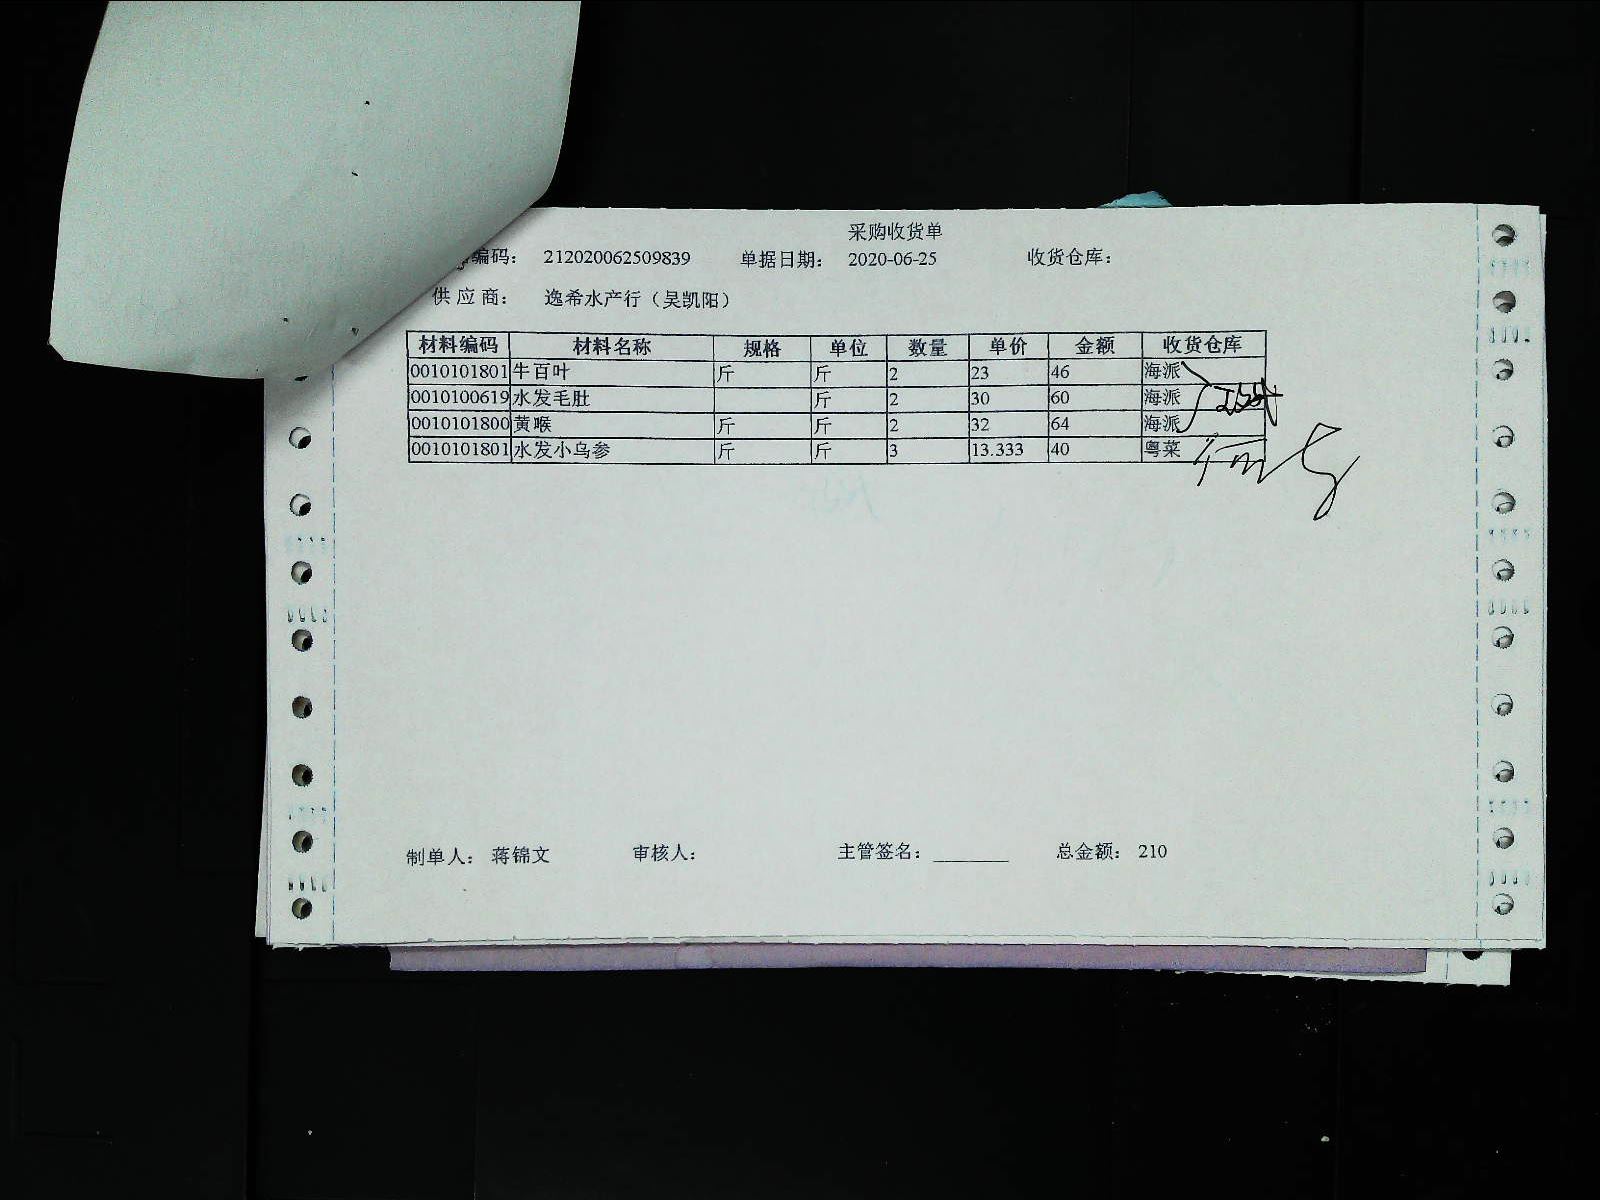 采购收货单
编码： 212020062509839 单据日期： 2020-06-25 收货仓库：
供应商： 逸希水产行（吴凯阳）
材料编码 材料名称 规格 单位 数量 单价 金额 收货仓库
0010101801 牛百叶 斤 斤 2 23 46 海派
0010100619 水发毛肚 斤 2 30 60 海派
0010101800 黄喉 斤 斤 2 32 64 海派
0010101801 水发小乌参 斤 斤 3 13.333 40 粤菜
制单人： 蒋锦文 审核人： 主管签名： ________ 总金额： 210